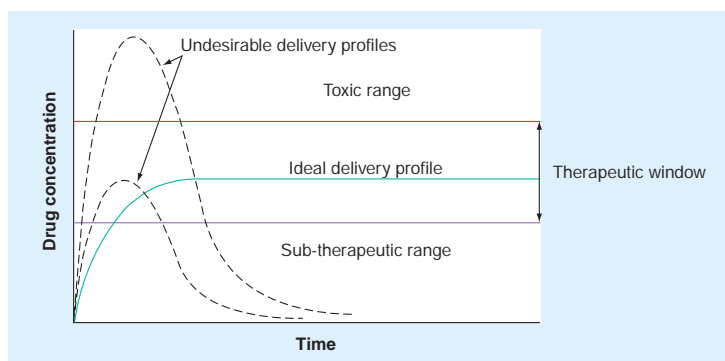 Undesirable delivery profiles
Toxic range
Ideal delivery profile
Therapeutic window
Sub-therapeutic range
Drug concentration
Time